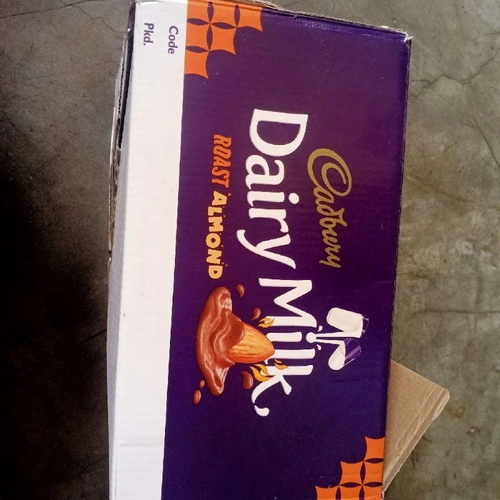 Cadbury
Dairy Milk
ROAST ALMOND
Code
Pkd.